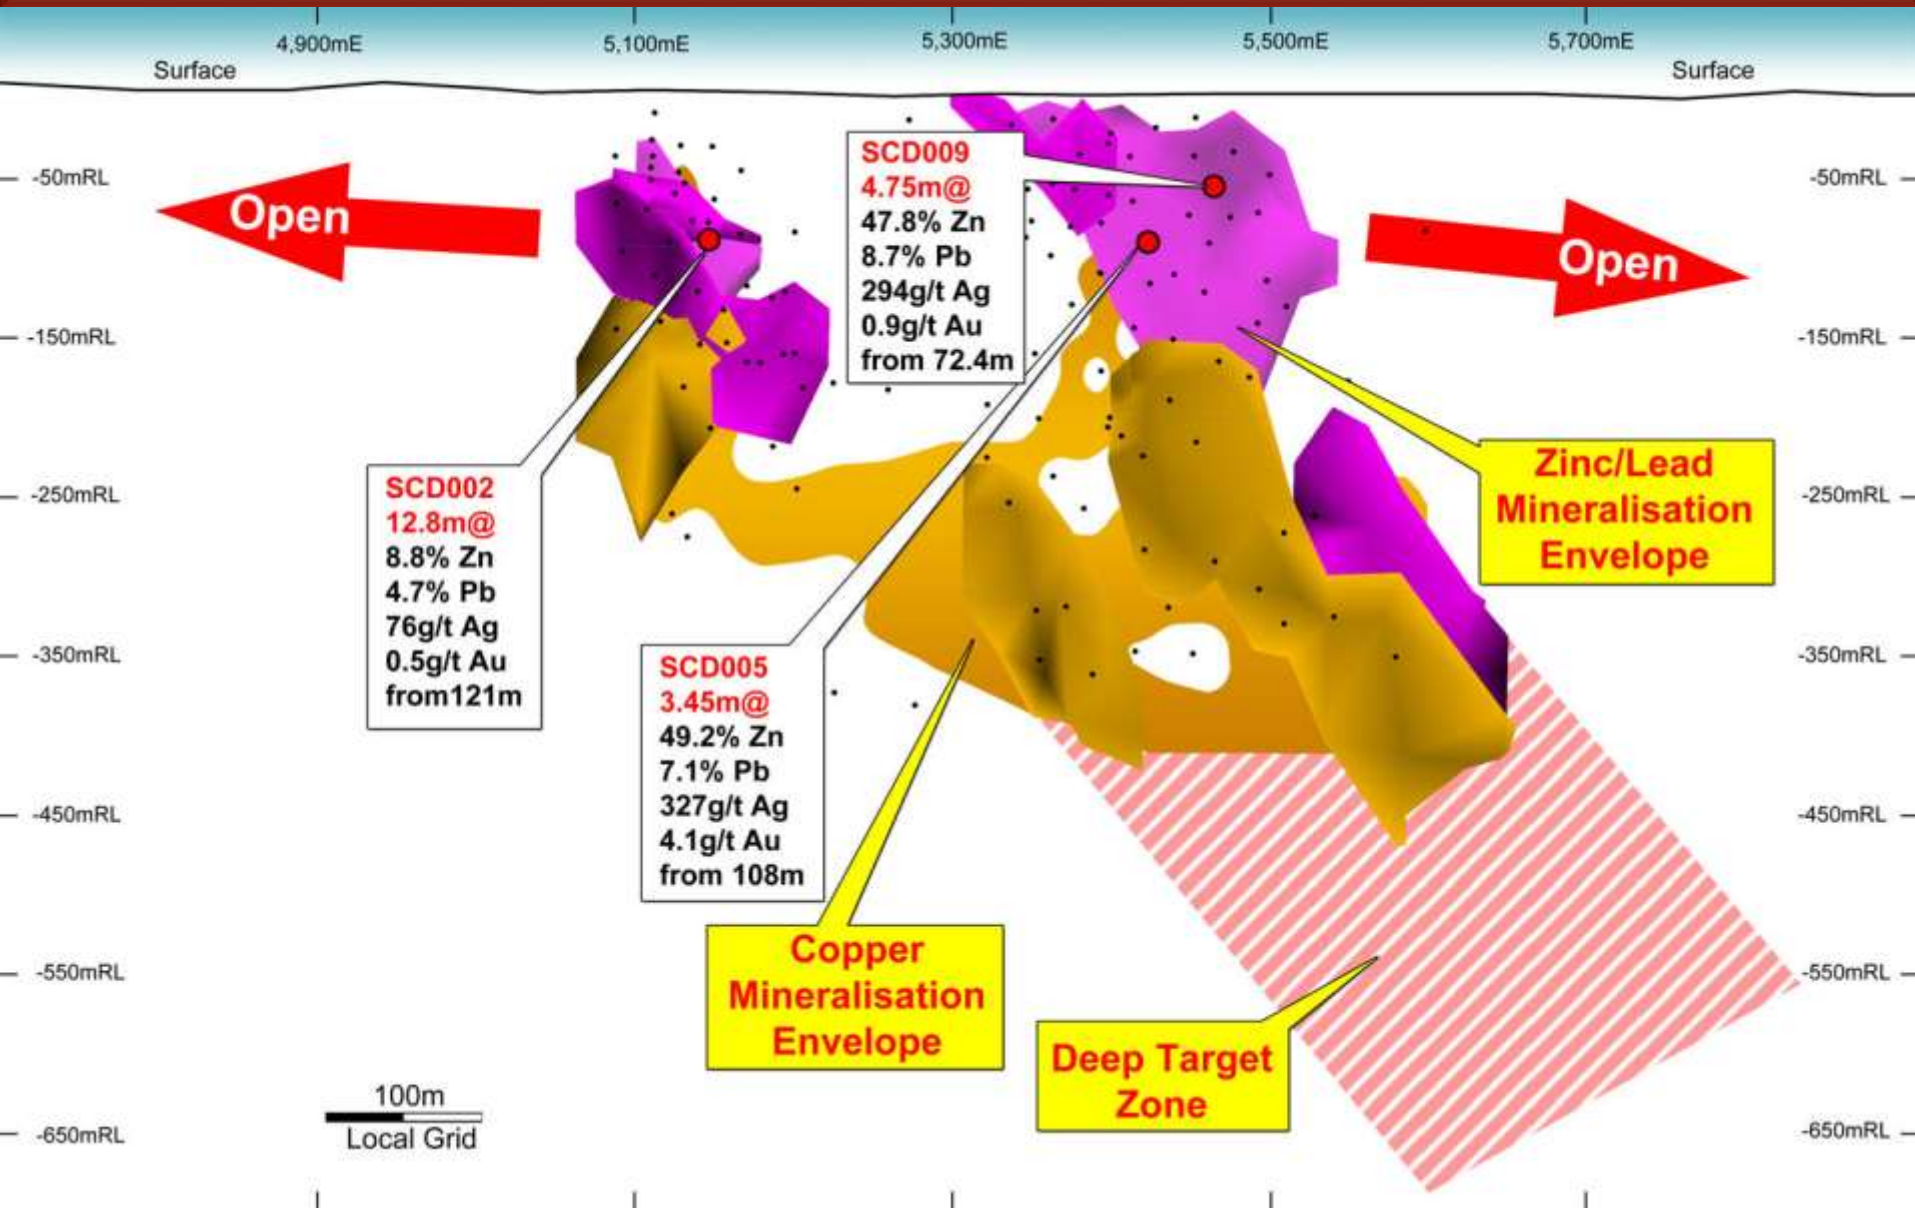 4,900mE 5,100mE 5,300mE 5,500mE 5,700mE
Surface Surface
-50mRL -50mRL
-150mRL -150mRL
-250mRL -250mRL
-350mRL -350mRL
-450mRL -450mRL
-550mRL -550mRL
-650mRL -650mRL
Open
Open
SCD009
4.75m@
47.8% Zn
8.7% Pb
294g/t Ag
0.9g/t Au
from 72.4m
SCD002
12.8m@
8.8% Zn
4.7% Pb
76g/t Ag
0.5g/t Au
from121m
SCD005
3.45m@
49.2% Zn
7.1% Pb
327g/t Ag
4.1g/t Au
from 108m
Zinc/Lead
Mineralisation
Envelope
Copper
Mineralisation
Envelope
Deep Target
Zone
100m
Local Grid